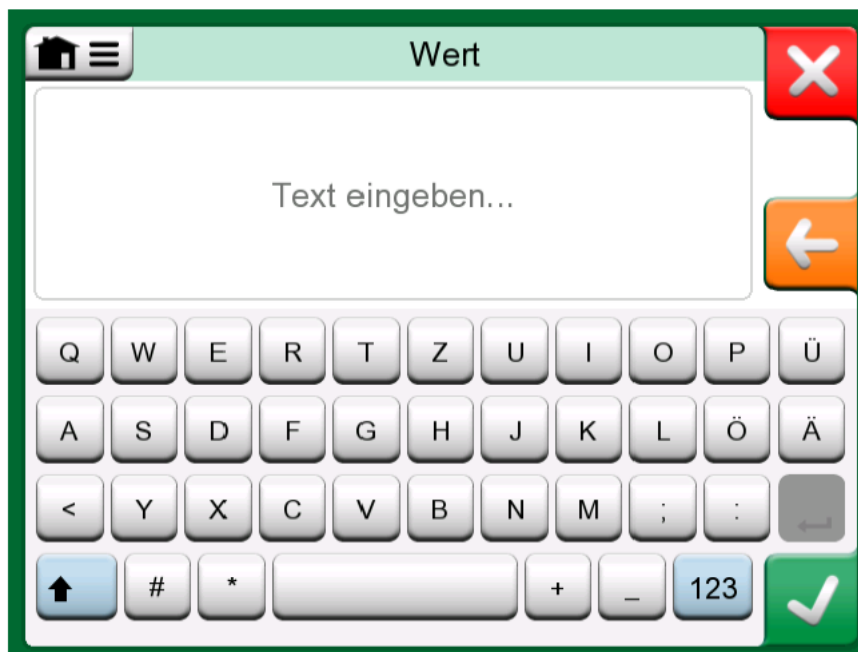 Wert
Text eingeben...
Q W E R T Z U I O P Ü
A S D F G H J K L Ö Ä
< Y X C V B N M ; :
# * + _ 123